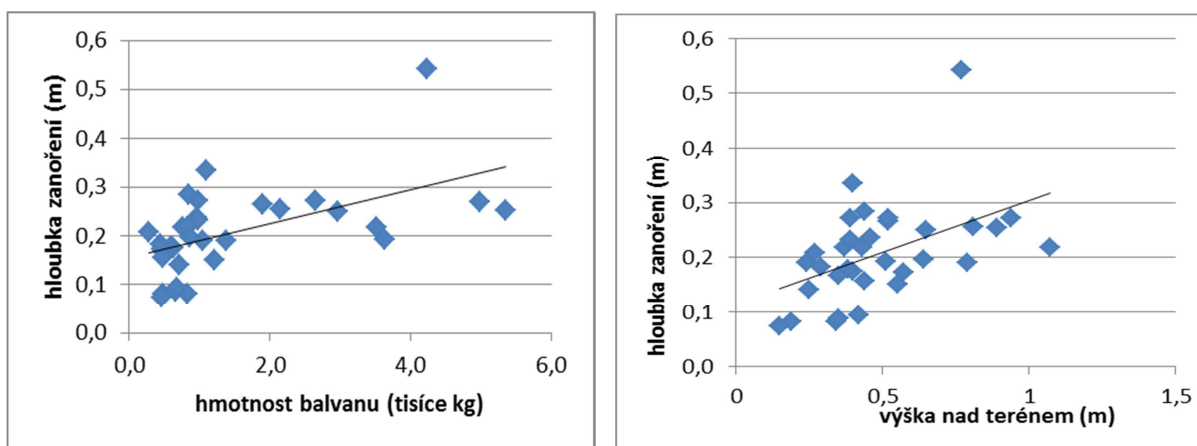 0,6
0,5
0,4
0,3
0,2
0,1
0,0
hloubka zanoření (m)
0,0 2,0 4,0 6,0
hmotnost balvanu (tisíce kg)
0,6
0,5
0,4
0,3
0,2
0,1
0,0
hloubka zanoření (m)
0 0,5 1 1,5
výška nad terénem (m)